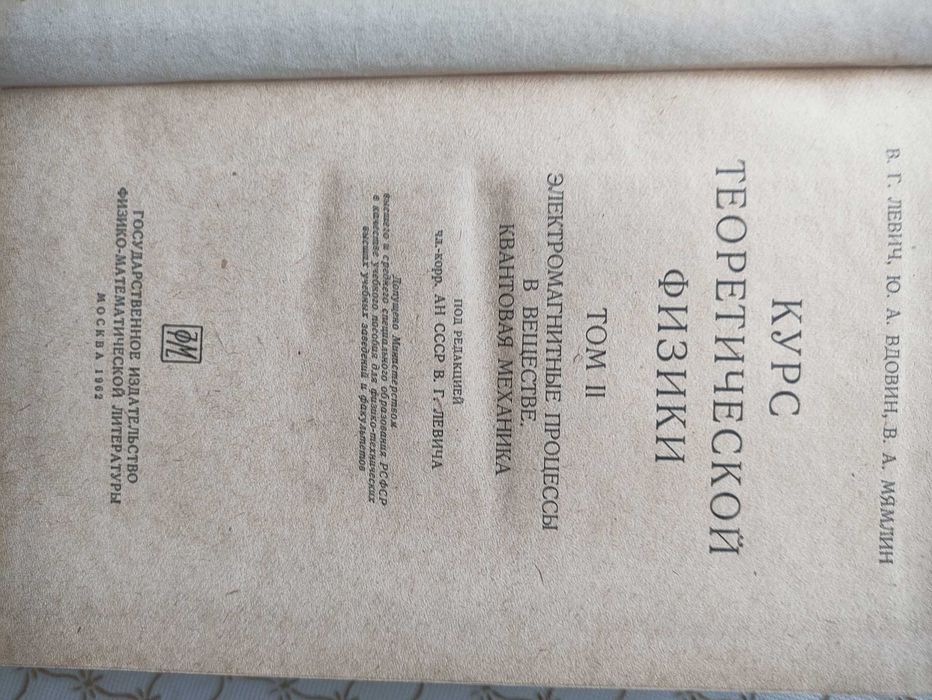 В. Г. ЛЕВИЧ, Ю. А. ВДОВИН, В. А. МЯМЛИН
КУРС
ТЕОРЕТИЧЕСКОЙ
ФИЗИКИ
ТОМ II
ЭЛЕКТРОМАГНИТНЫЕ ПРОЦЕССЫ
В ВЕЩЕСТВЕ.
КВАНТОВАЯ МЕХАНИКА
ПОД РЕДАКЦИЕЙ
чл.-корр. АН СССР В. Г. ЛЕВИЧА
Допущено Министерством
высшего и среднего специального образования РСФСР
в качестве учебного пособия для физико-технических
высших учебных заведений и факультетов
ФМ
ГОСУДАРСТВЕННОЕ ИЗДАТЕЛЬСТВО
ФИЗИКО-МАТЕМАТИЧЕСКОЙ ЛИТЕРАТУРЫ
МОСКВА 1962